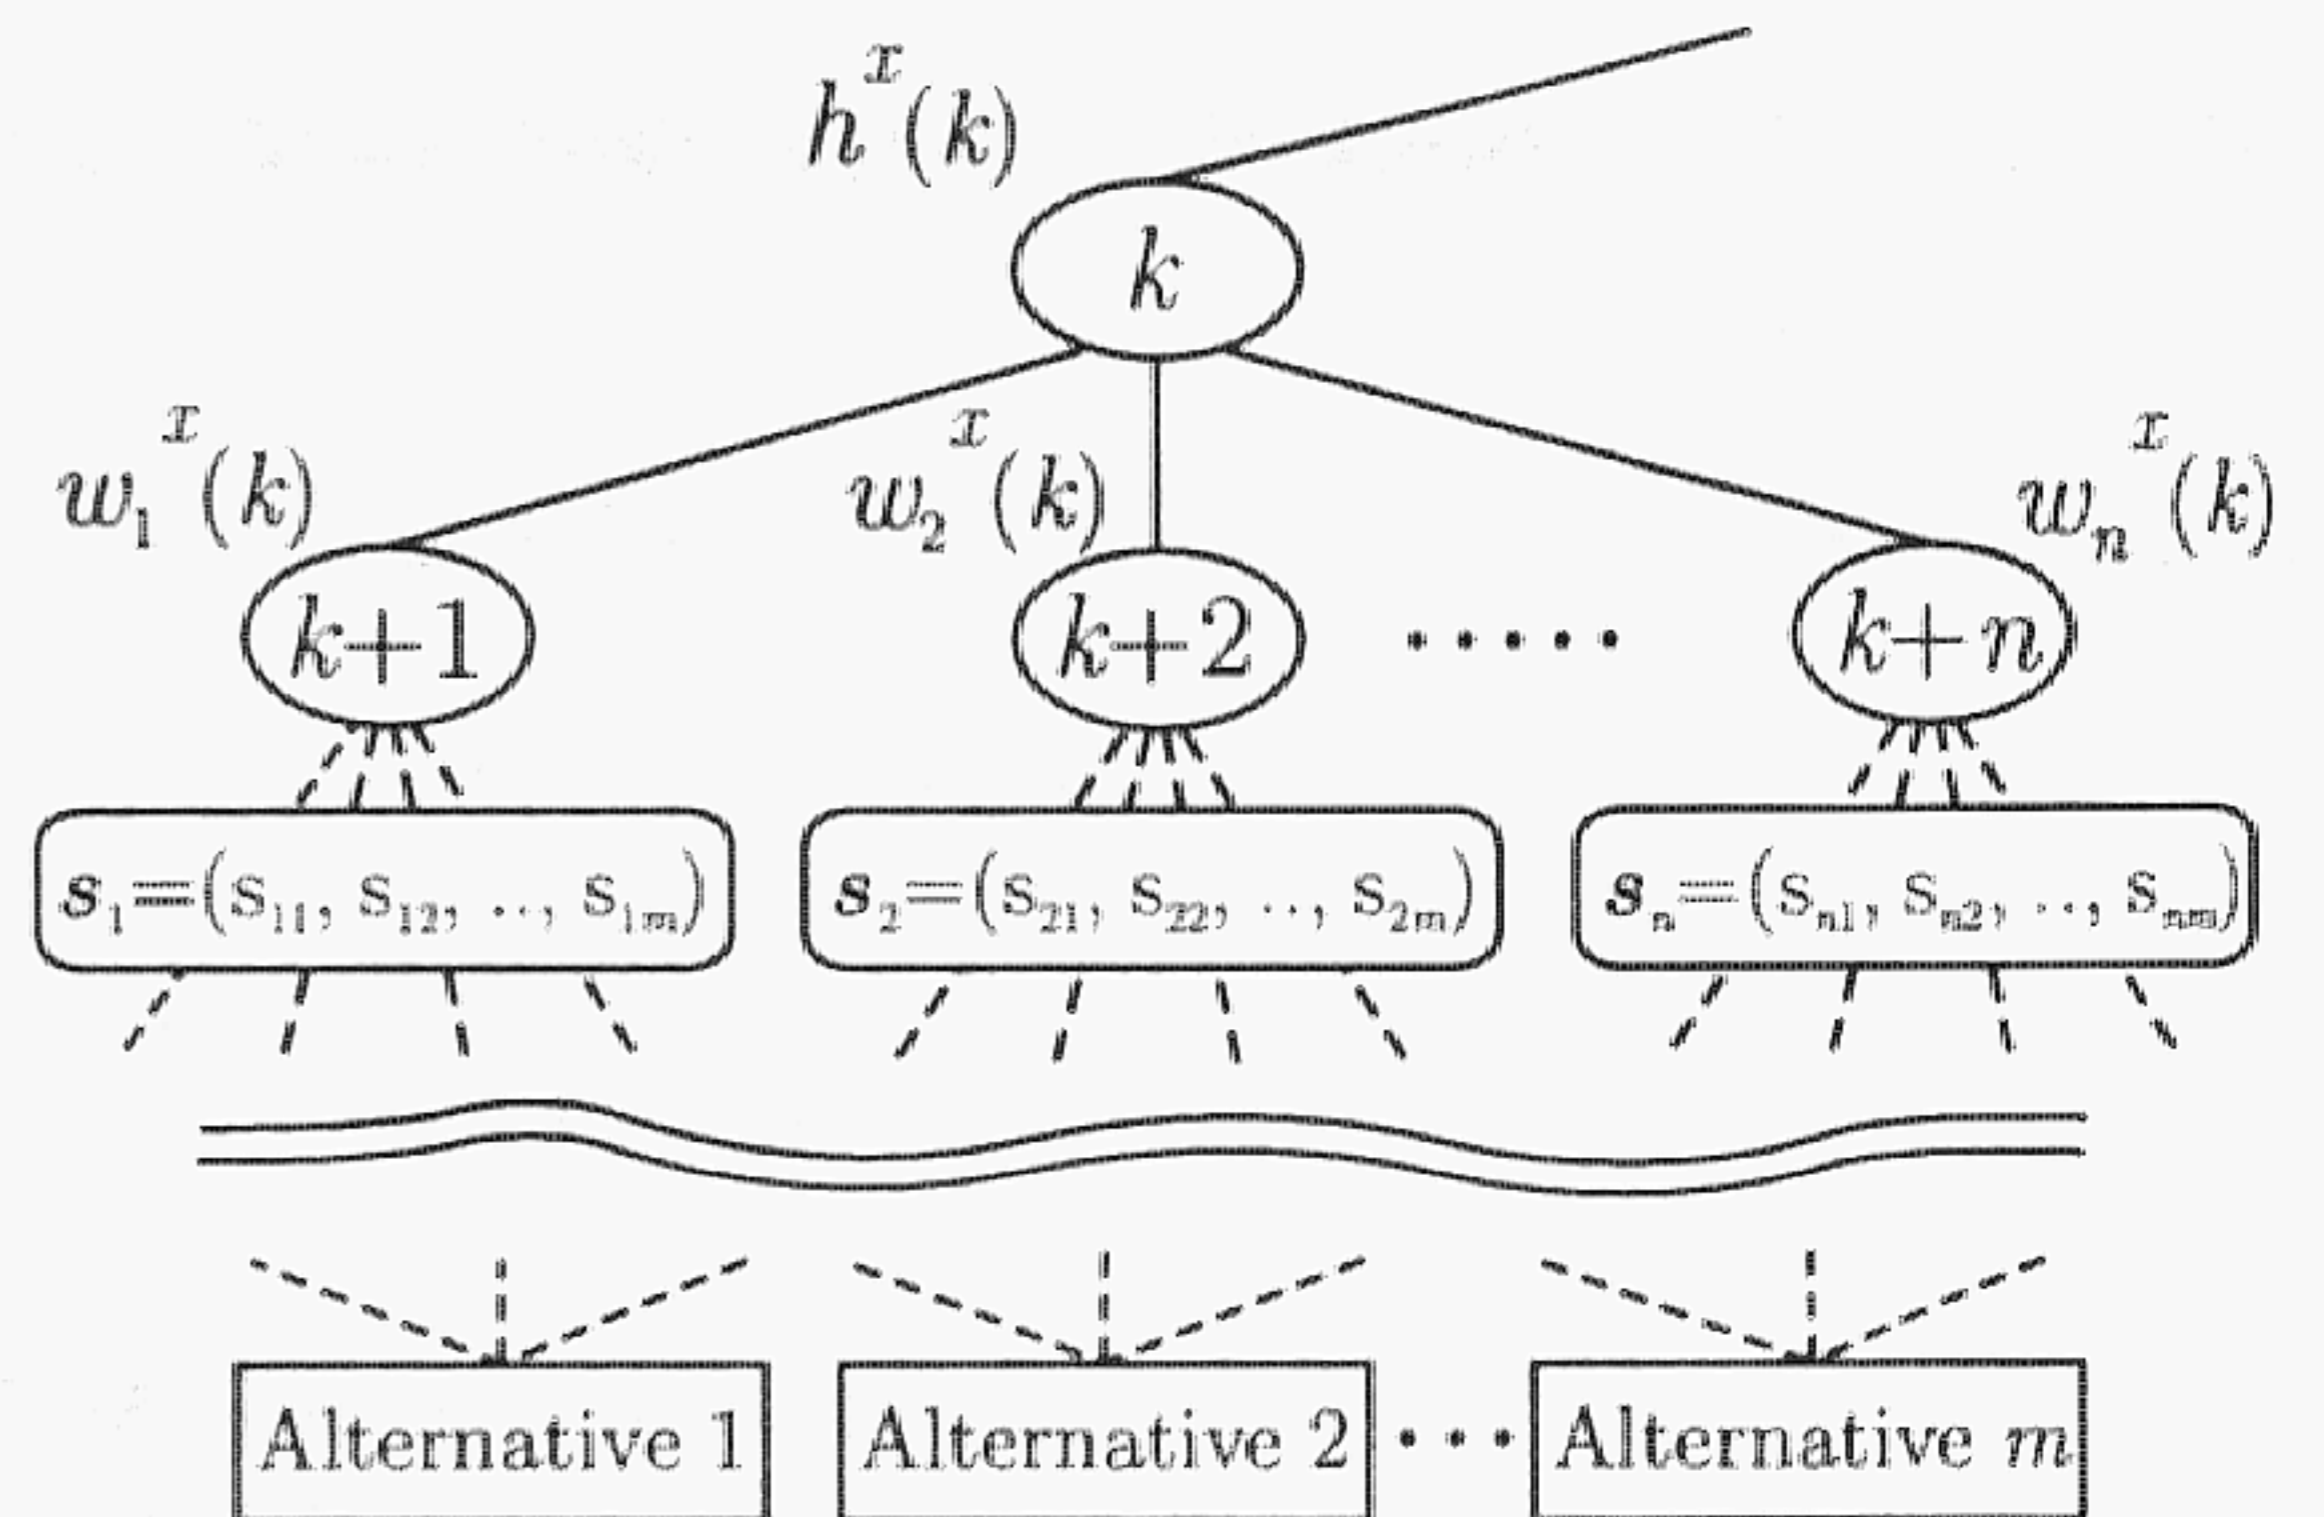 h^x(k)
k
w_1^x(k) w_2^x(k) w_n^x(k)
k+1 k+2 ..... k+n
s_1=(s_11, s_12, .., s_1m) s_2=(s_21, s_22, .., s_2m) s_n=(s_n1, s_n2, .., s_nm)
Alternative 1 Alternative 2 ... Alternative m